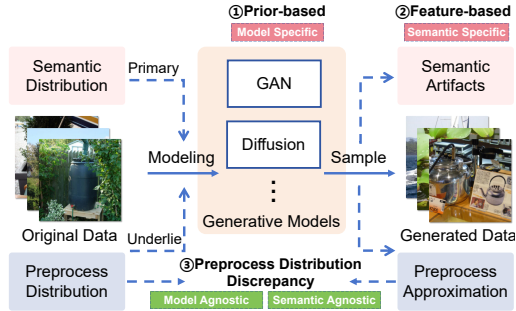 ①Prior-based
Model Specific
②Feature-based
Semantic Specific
Semantic
Distribution
Primary
GAN
Semantic
Artifacts
Diffusion
Modeling
Sample
⋮
Generative Models
Original Data
Underlie
Generated Data
Preprocess
Distribution
③Preprocess Distribution
Discrepancy
Model Agnostic
Semantic Agnostic
Preprocess
Approximation